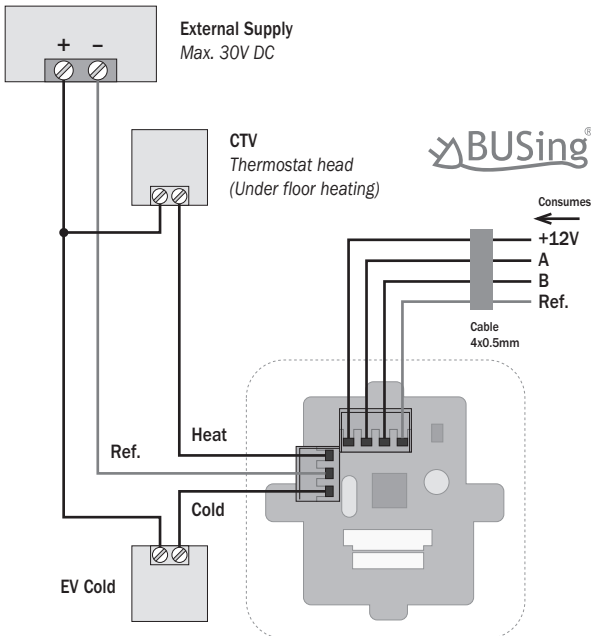 + –
External Supply
Max. 30V DC
CTV
Thermostat head
(Under floor heating)
BUSing®
Consumes
+12V
A
B
Ref.
Cable
4x0.5mm
Heat
Ref.
Cold
EV Cold